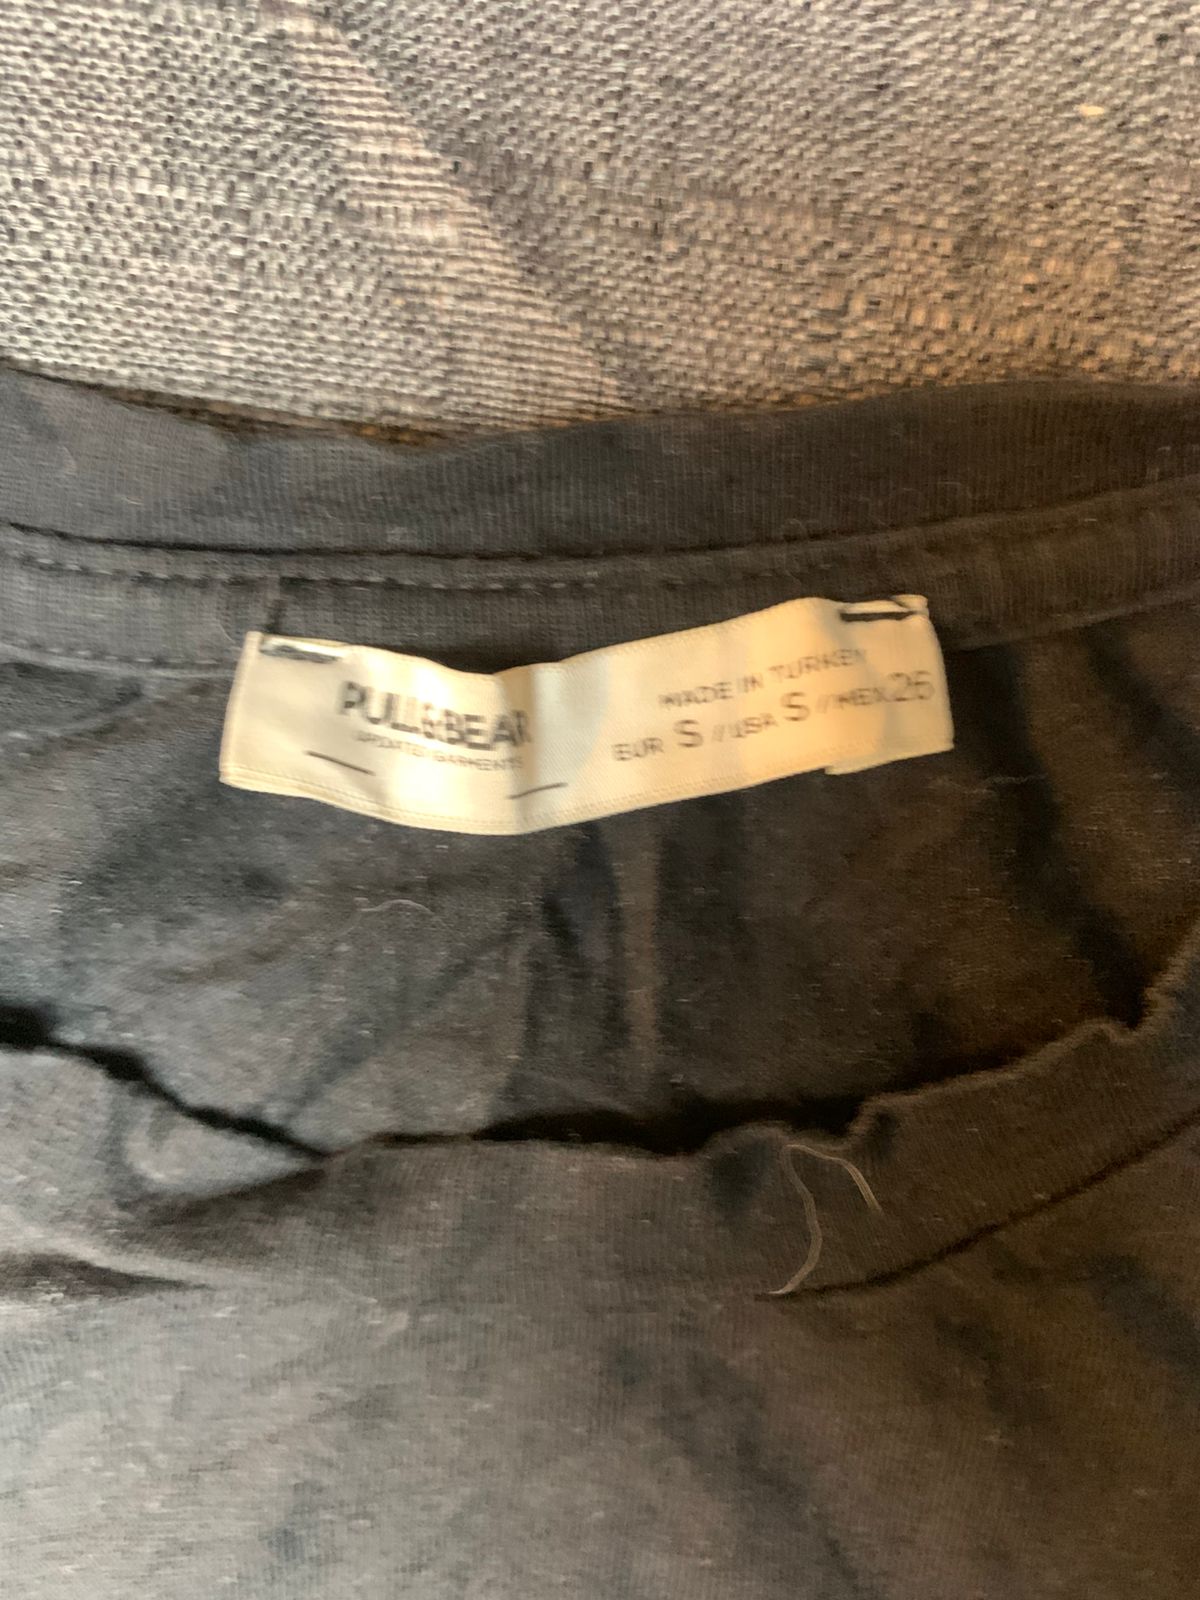 PULL&BEAR
UPDATED GARMENTS
MADE IN TURKEY
EUR S // USA S // MEX 26